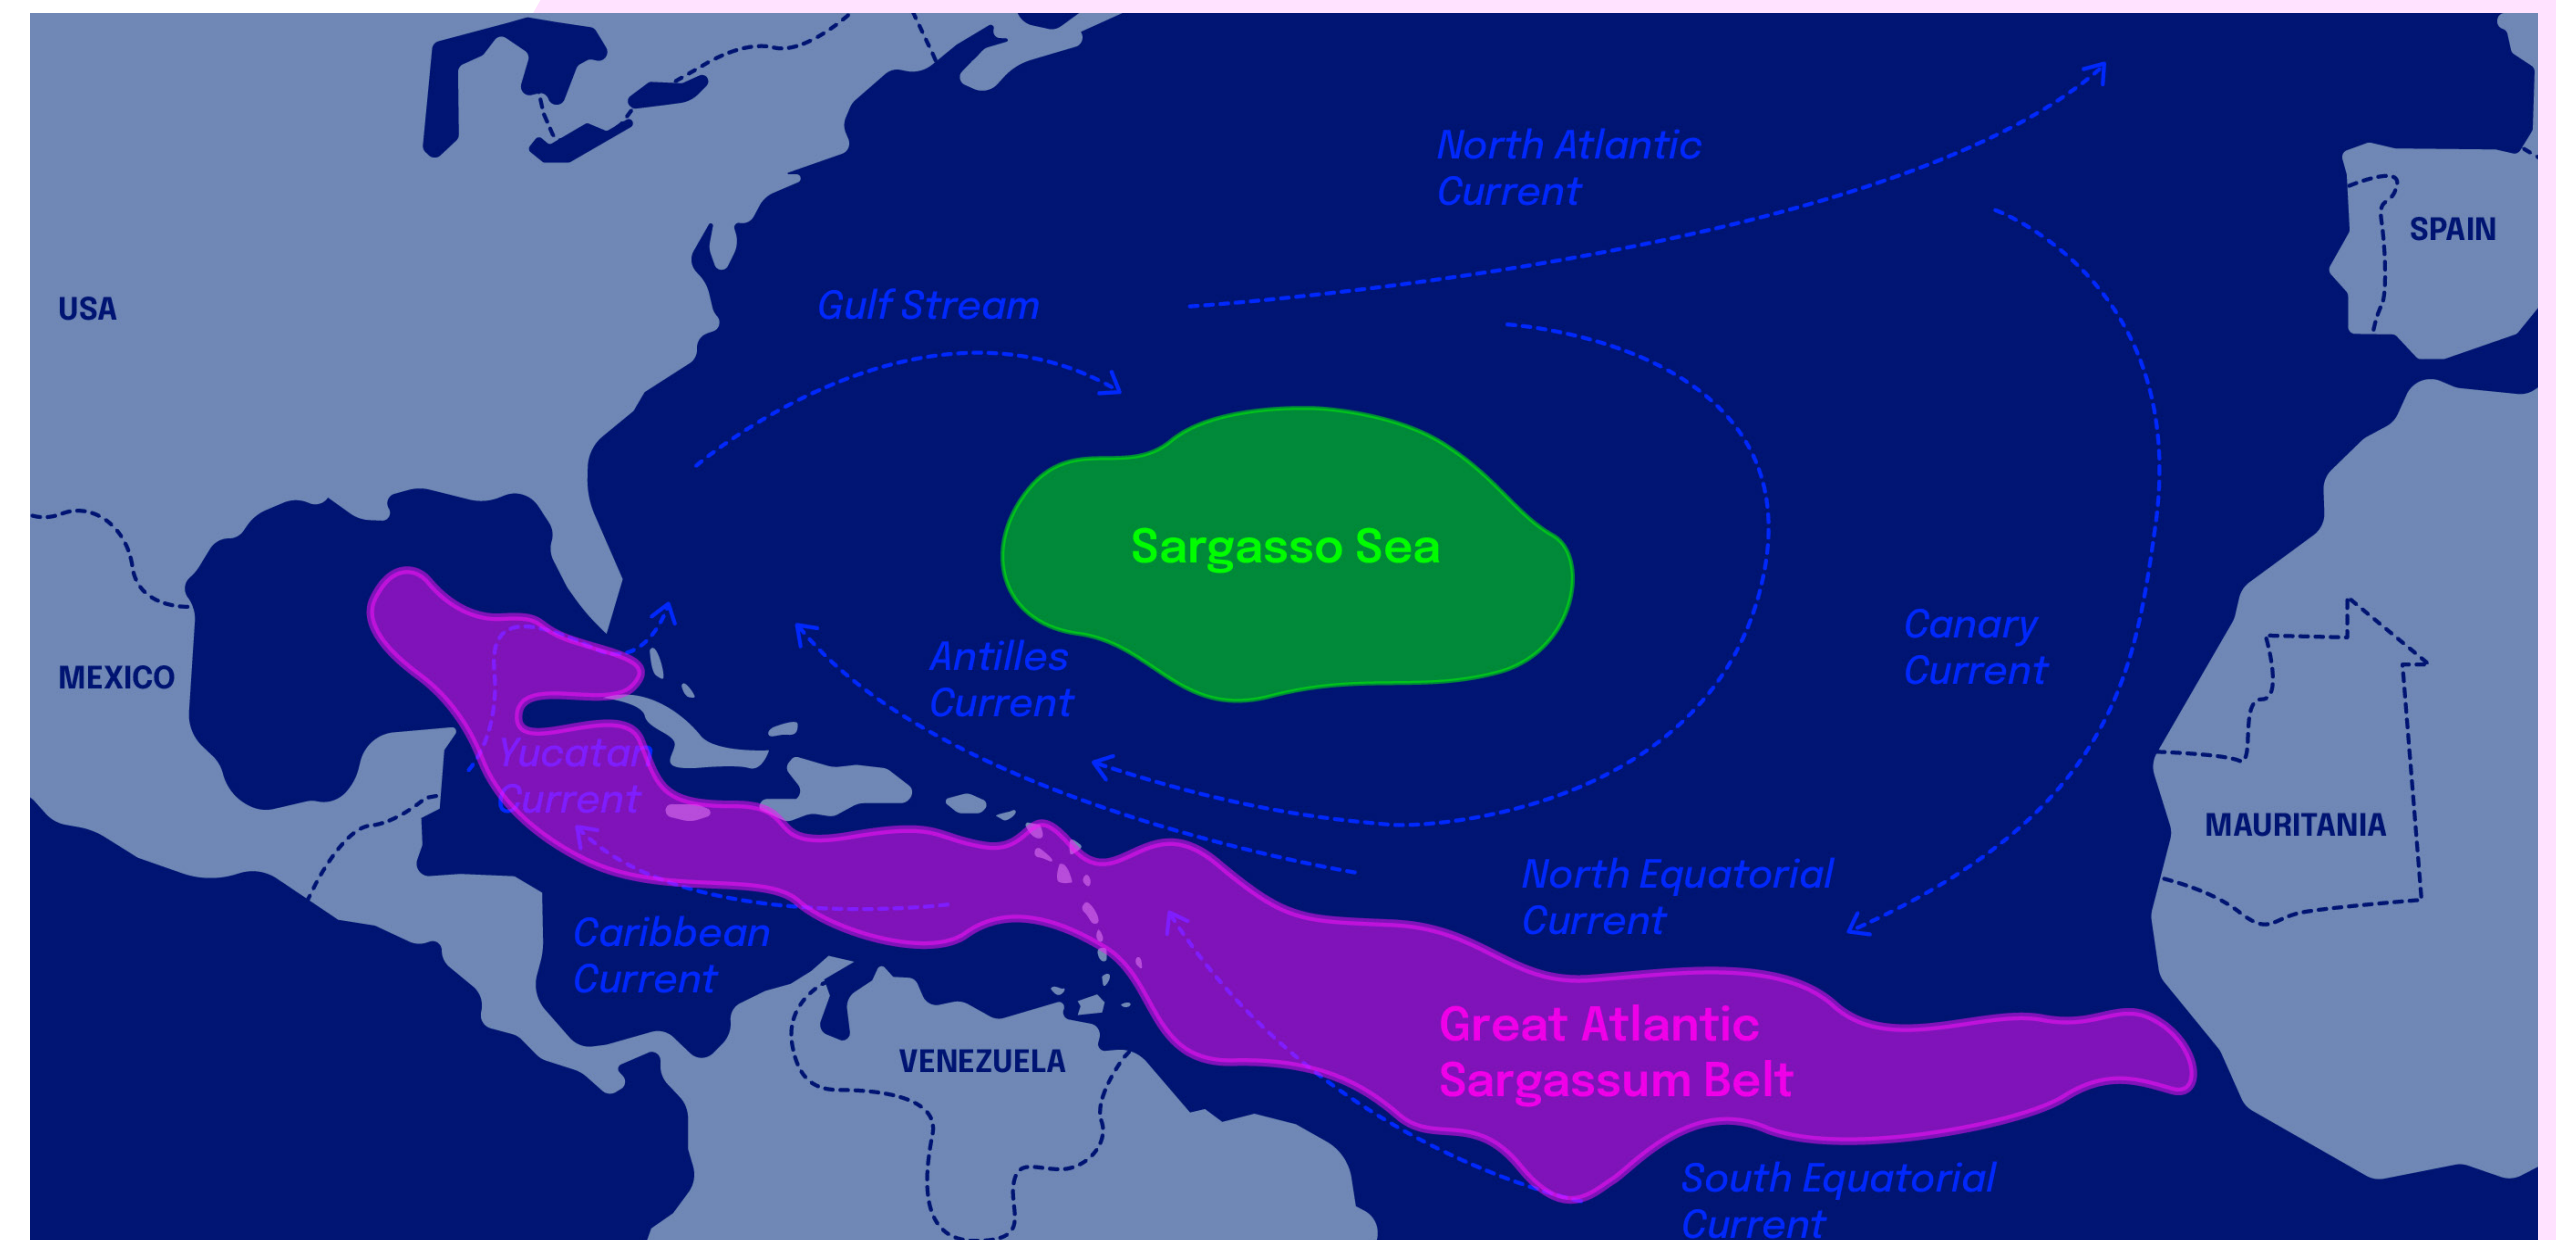 North Atlantic
Current
SPAIN
USA
Gulf Stream
Sargasso Sea
MEXICO
Antilles
Current
Canary
Current
Yucatan
Current
MAURITANIA
North Equatorial
Current
Caribbean
Current
Great Atlantic
Sargassum Belt
VENEZUELA
South Equatorial
Current